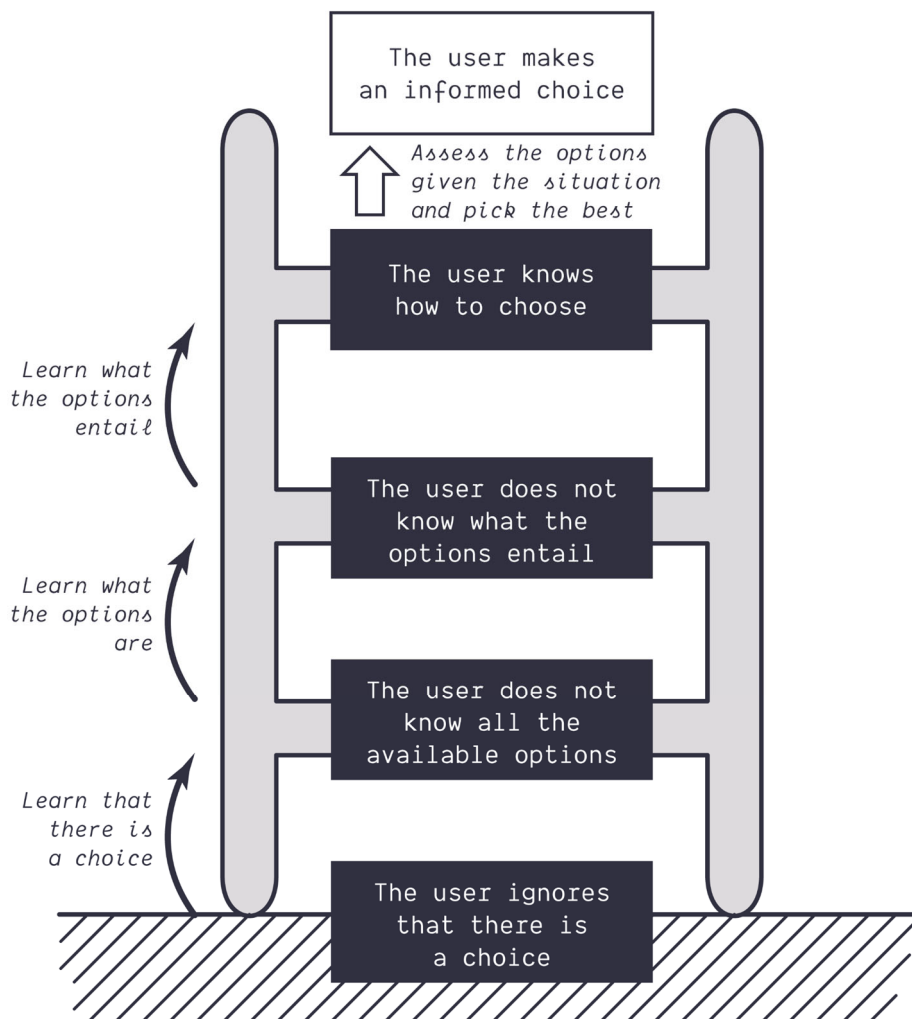 The user makes
an informed choice
Assess the options
given the situation
and pick the best
The user knows
how to choose
Learn what
the options
entail
The user does not
know what the
options entail
Learn what
the options
are
The user does not
know all the
available options
Learn that
there is
a choice
The user ignores
that there is
a choice